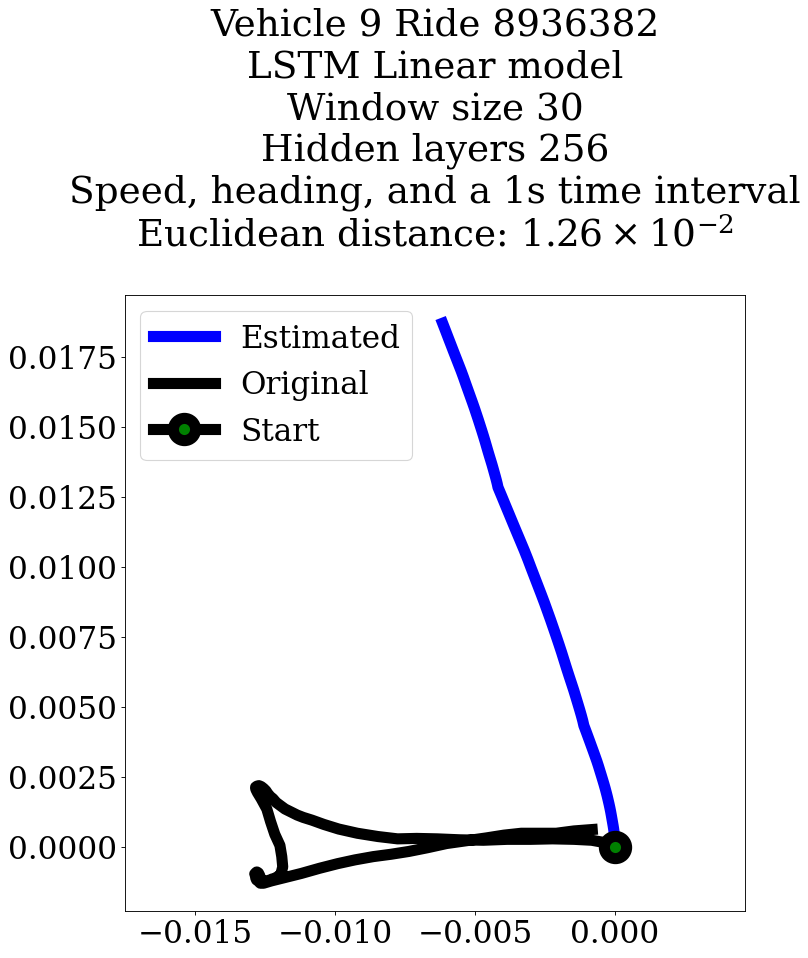 Vehicle 9 Ride 8936382
LSTM Linear model
Window size 30
Hidden layers 256
Speed, heading, and a 1s time interval
Euclidean distance: 1.26 × 10⁻²
Estimated
Original
Start
0.0175
0.0150
0.0125
0.0100
0.0075
0.0050
0.0025
0.0000
−0.015 −0.010 −0.005 0.000